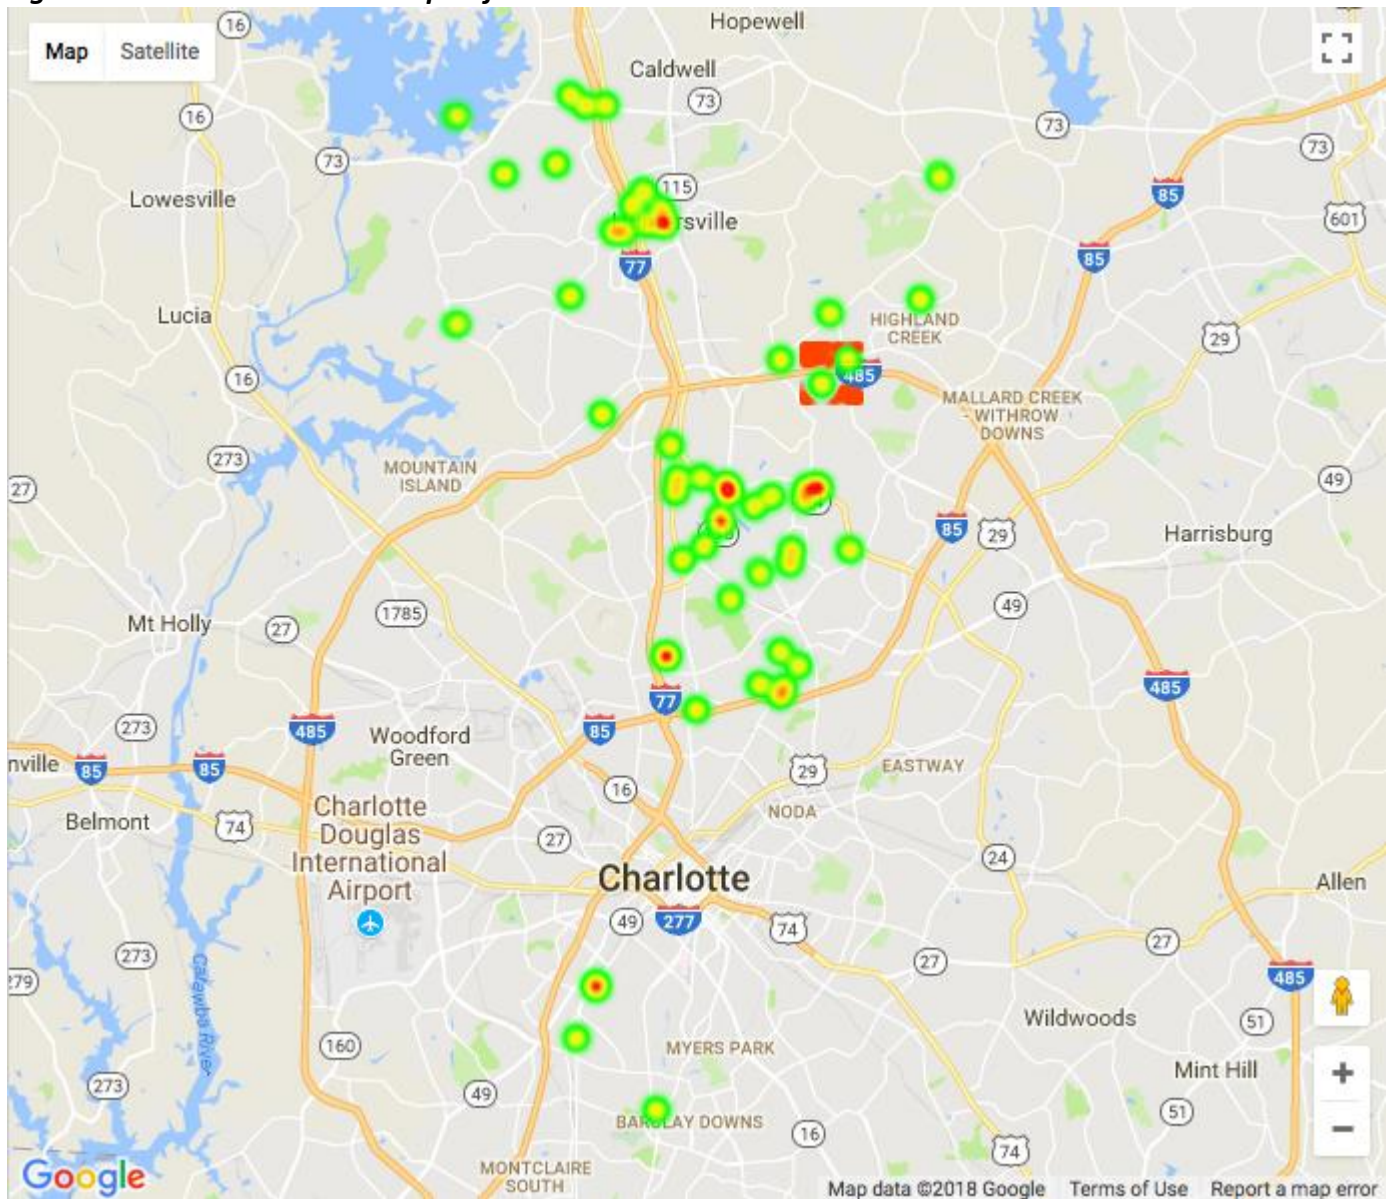 Hopewell
16
Map Satellite
Caldwell
73
16
73
73
73
115
85
Lowesville
rsville
601
77
85
Lucia
HIGHLAND
CREEK
29
485
16
MALLARD CREEK
- WITHROW
DOWNS
273
MOUNTAIN
ISLAND
27
49
85
29
Harrisburg
49
Mt Holly
27
1785
485
77
273
485
85
Woodford
Green
nville
85
85
29
EASTWAY
16
NODA
Belmont
74
Charlotte
Douglas
International
Airport
27
24
Charlotte
Allen
49
277
74
27
27
273
279
485
Catawba River
Wildwoods
51
160
MYERS PARK
Mint Hill
+
273
49
51
BARCLAY DOWNS
16
−
74
MONTCLAIRE
SOUTH
Google
Map data ©2018 Google Terms of Use Report a map error